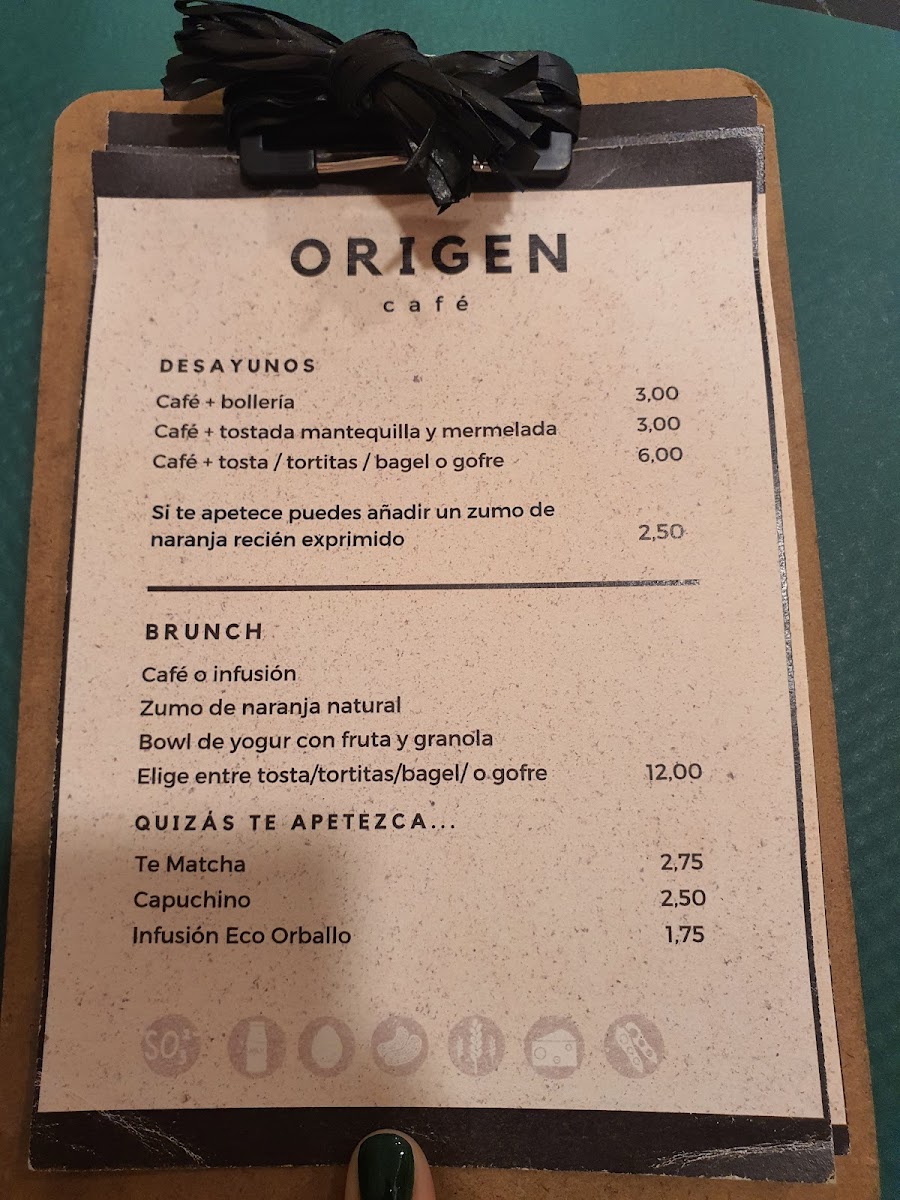 ORIGEN
café
DESAYUNOS
Café + bollería 3,00
Café + tostada mantequilla y mermelada 3,00
Café + tosta / tortitas / bagel o gofre 6,00
Si te apetece puedes añadir un zumo de
naranja recién exprimido 2,50
BRUNCH
Café o infusión
Zumo de naranja natural
Bowl de yogur con fruta y granola
Elige entre tosta/tortitas/bagel/ o gofre 12,00
QUIZÁS TE APETEZCA...
Te Matcha 2,75
Capuchino 2,50
Infusión Eco Orballo 1,75